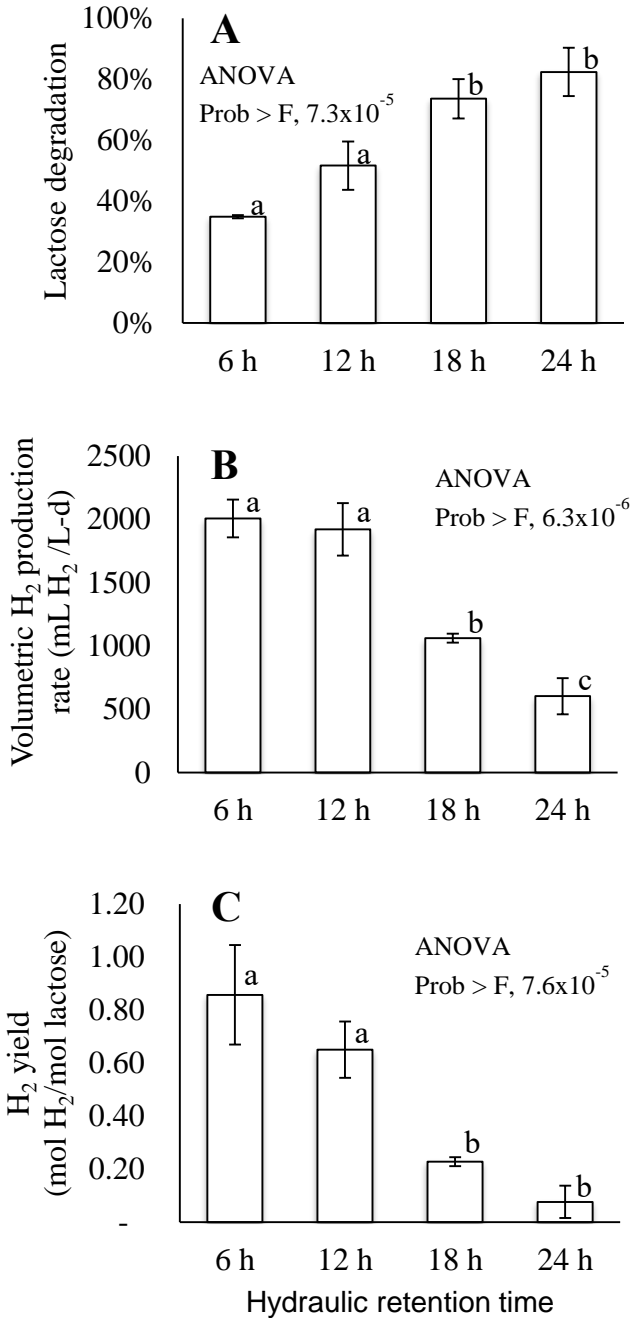 A
ANOVA
Prob > F, 7.3x10⁻⁵
Lactose degradation
100%
80%
60%
40%
20%
0%
a
a
b
b
6 h
12 h
18 h
24 h
B
ANOVA
Prob > F, 6.3x10⁻⁶
Volumetric H₂ production
rate (mL H₂ /L-d)
2500
2000
1500
1000
500
0
a
a
b
c
6 h
12 h
18 h
24 h
C
ANOVA
Prob > F, 7.6x10⁻⁵
H₂ yield
(mol H₂/mol lactose)
1.20
1.00
0.80
0.60
0.40
0.20
-
a
a
b
b
6 h
12 h
18 h
24 h
Hydraulic retention time